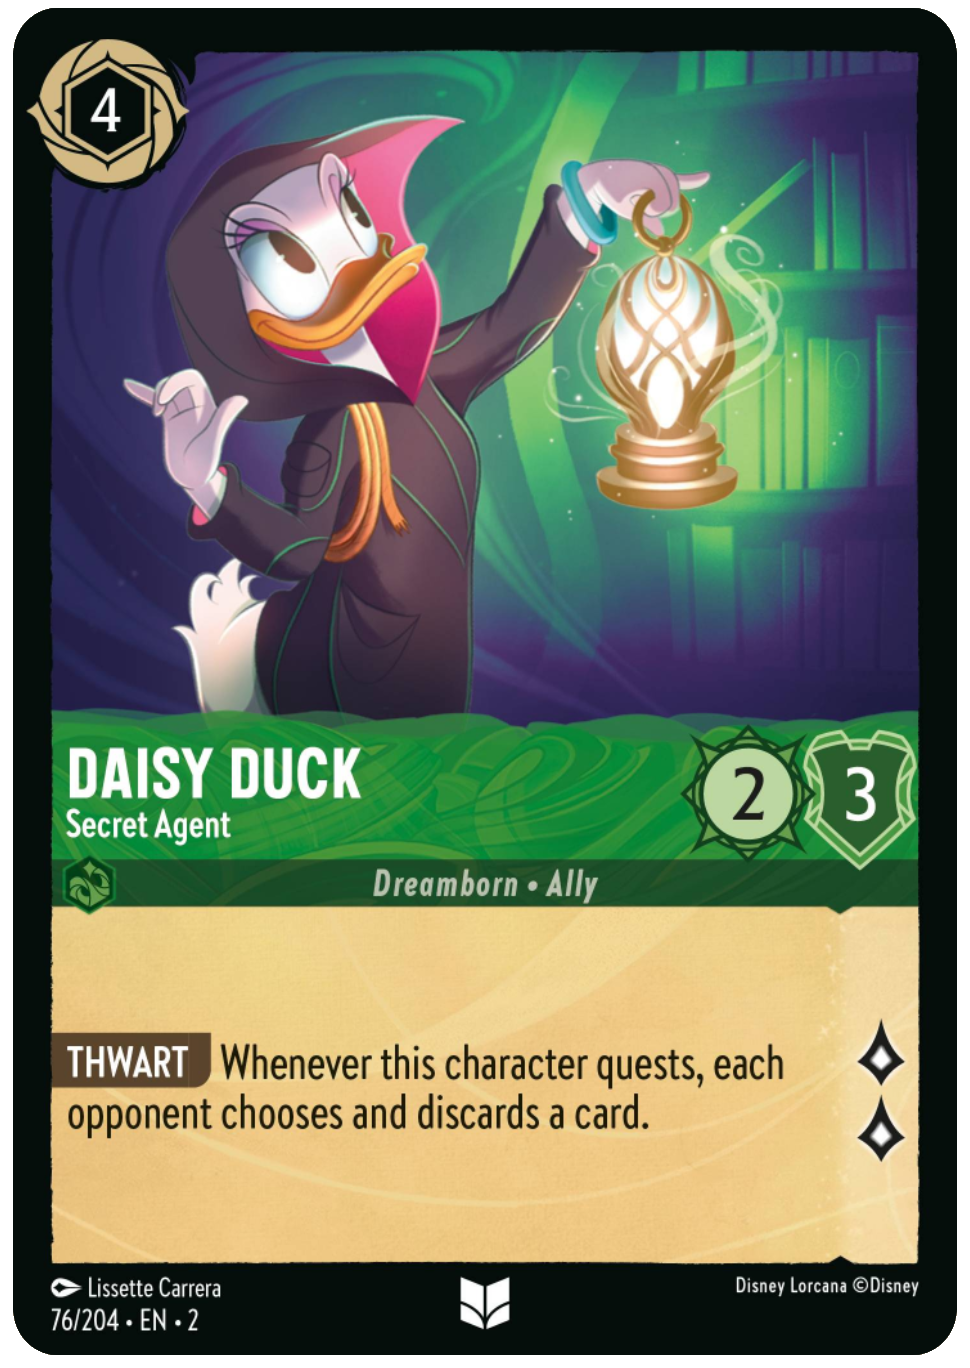 4
DAISY DUCK
Secret Agent
2
3
Dreamborn • Ally
THWART Whenever this character quests, each
opponent chooses and discards a card.
Lissette Carrera
76/204 • EN • 2
Disney Lorcana ©Disney